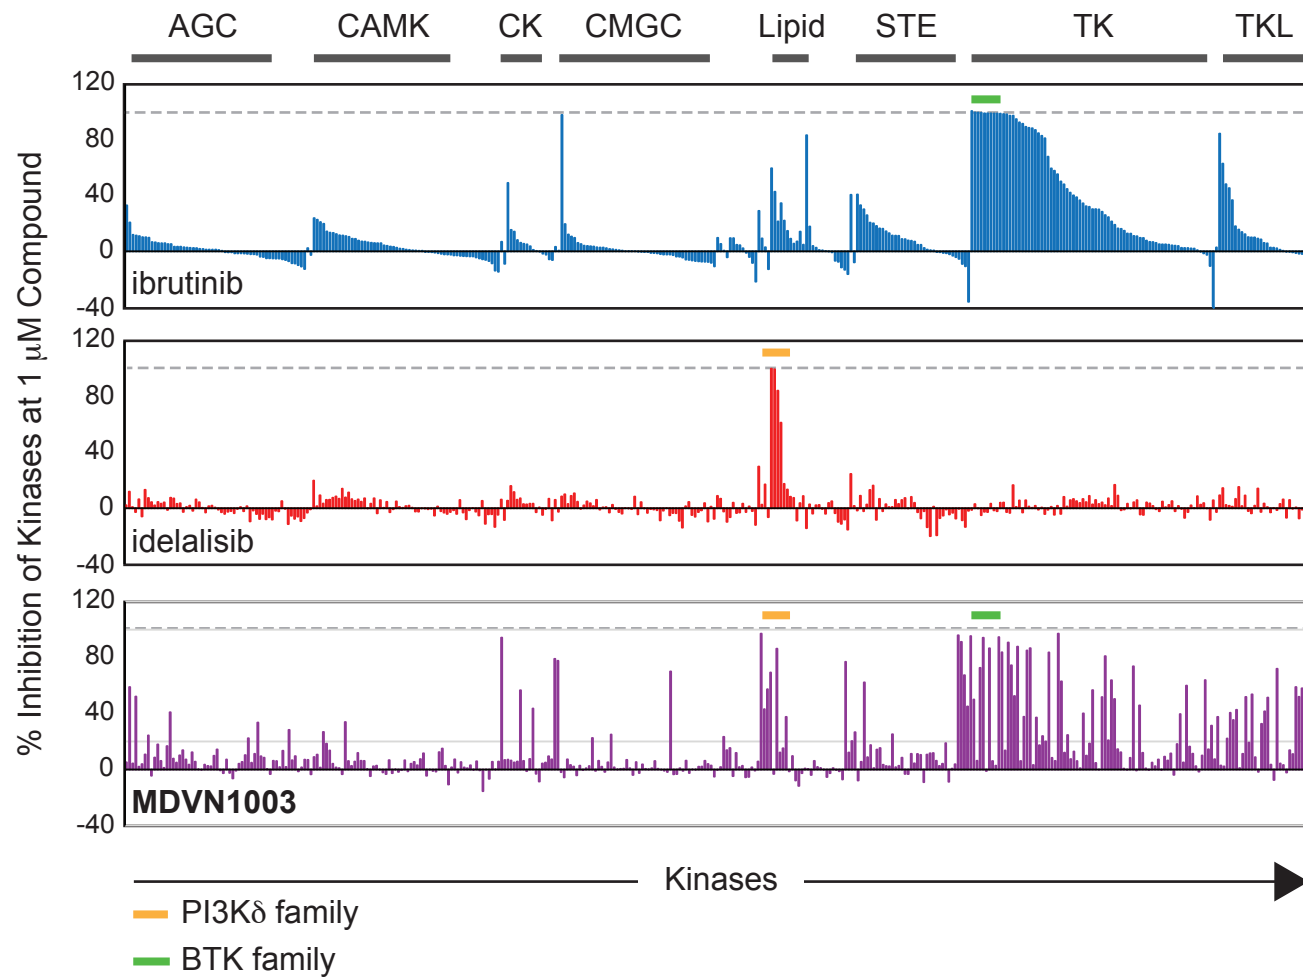 AGC CAMK CK CMGC Lipid STE TK TKL
% Inhibition of Kinases at 1 μM Compound
120
80
40
0
-40
ibrutinib
120
80
40
0
-40
idelalisib
120
80
40
0
-40
MDVN1003
Kinases
PI3Kδ family
BTK family